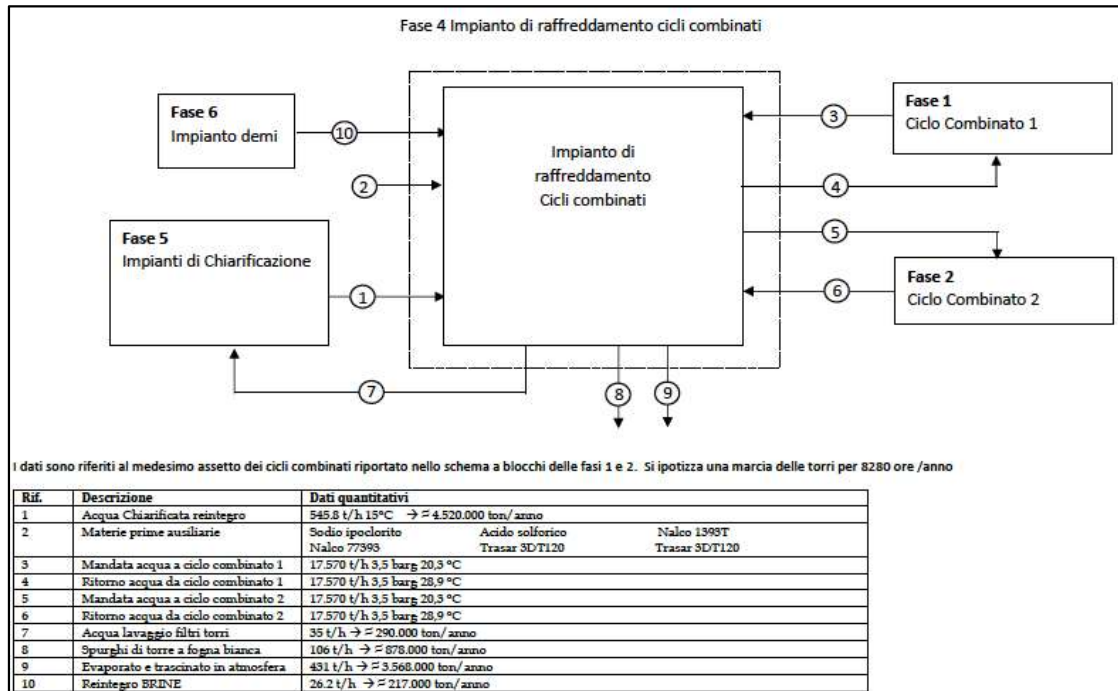 Fase 4 Impianto di raffreddamento cicli combinati
Fase 6
Impianto demi
10
2
Fase 5
Impianti di Chiarificazione
1
Impianto di
raffreddamento
Cicli combinati
3
Fase 1
Ciclo Combinato 1
4
5
Fase 2
Ciclo Combinato 2
6
7
8
9
I dati sono riferiti al medesimo assetto dei cicli combinati riportato nello schema a blocchi delle fasi 1 e 2. Si ipotizza una marcia delle torri per 8280 ore /anno
Rif. Descrizione Dati quantitativi
1 Acqua Chiarificata reintegro 545.8 t/h 15°C → ≈ 4.520.000 ton/anno
2 Materie prime ausiliarie Sodio ipoclorito Acido solforico Nalco 1393T
Nalco 77393 Trasar 3DT120 Trasar 3DT120
3 Mandata acqua a ciclo combinato 1 17.570 t/h 3,5 barg 20,3 °C
4 Ritorno acqua da ciclo combinato 1 17.570 t/h 3,5 barg 28,9 °C
5 Mandata acqua a ciclo combinato 2 17.570 t/h 3,5 barg 20,3 °C
6 Ritorno acqua da ciclo combinato 2 17.570 t/h 3,5 barg 28,9 °C
7 Acqua lavaggio filtri torri 35 t/h → ≈ 290.000 ton/anno
8 Spurghi di torre a fogna bianca 106 t/h → ≈ 878.000 ton/anno
9 Evaporato e trascinato in atmosfera 431 t/h → ≈ 3.568.000 ton/anno
10 Reintegro BRINE 26.2 t/h → ≈ 217.000 ton/anno